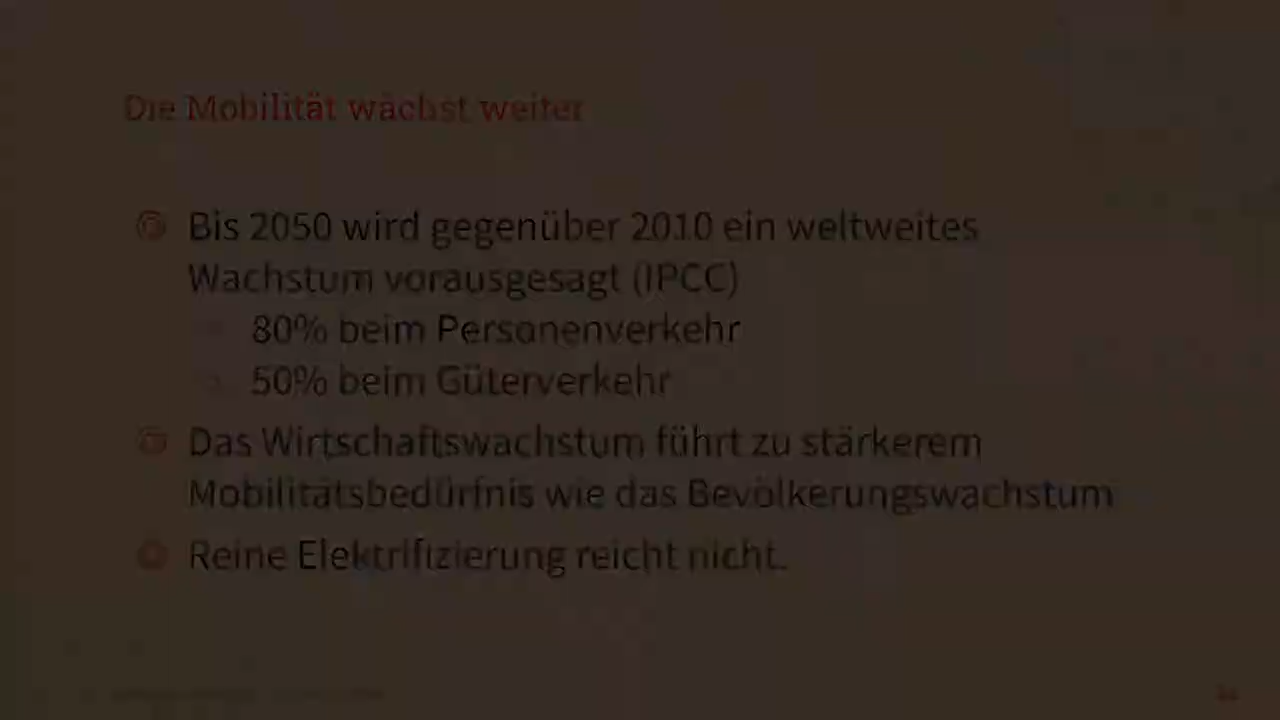 Die Mobilität wächst weiter
Bis 2050 wird gegenüber 2010 ein weltweites
Wachstum vorausgesagt (IPCC)
80% beim Personenverkehr
50% beim Güterverkehr
Das Wirtschaftswachstum führt zu stärkerem
Mobilitätsbedürfnis wie das Bevölkerungswachstum
Reine Elektrifizierung reicht nicht.